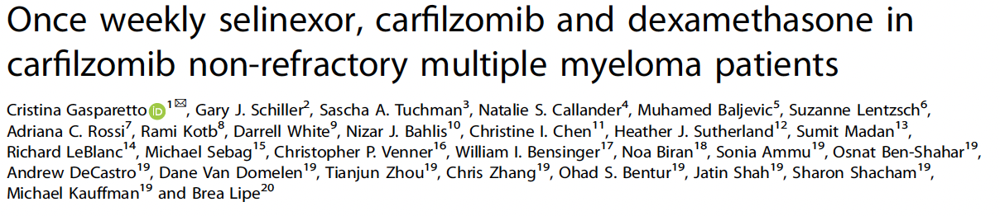 Once weekly selinexor, carfilzomib and dexamethasone in
carfilzomib non-refractory multiple myeloma patients
Cristina Gasparetto iD 1✉, Gary J. Schiller2, Sascha A. Tuchman3, Natalie S. Callander4, Muhamed Baljevic5, Suzanne Lentzsch6,
Adriana C. Rossi7, Rami Kotb8, Darrell White9, Nizar J. Bahlis10, Christine I. Chen11, Heather J. Sutherland12, Sumit Madan13,
Richard LeBlanc14, Michael Sebag15, Christopher P. Venner16, William I. Bensinger17, Noa Biran18, Sonia Ammu19, Osnat Ben-Shahar19,
Andrew DeCastro19, Dane Van Domelen19, Tianjun Zhou19, Chris Zhang19, Ohad S. Bentur19, Jatin Shah19, Sharon Shacham19,
Michael Kauffman19 and Brea Lipe20